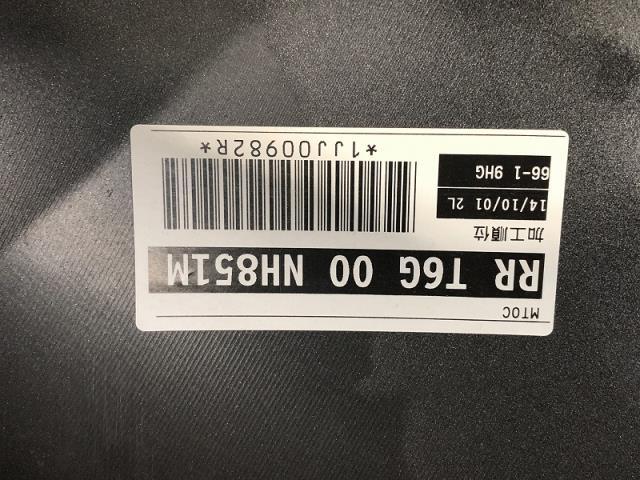 MTOC
RR T6G 00 NH851M
加工順位
14/10/01 2L
66-1 9HG
*1JJ00982R*